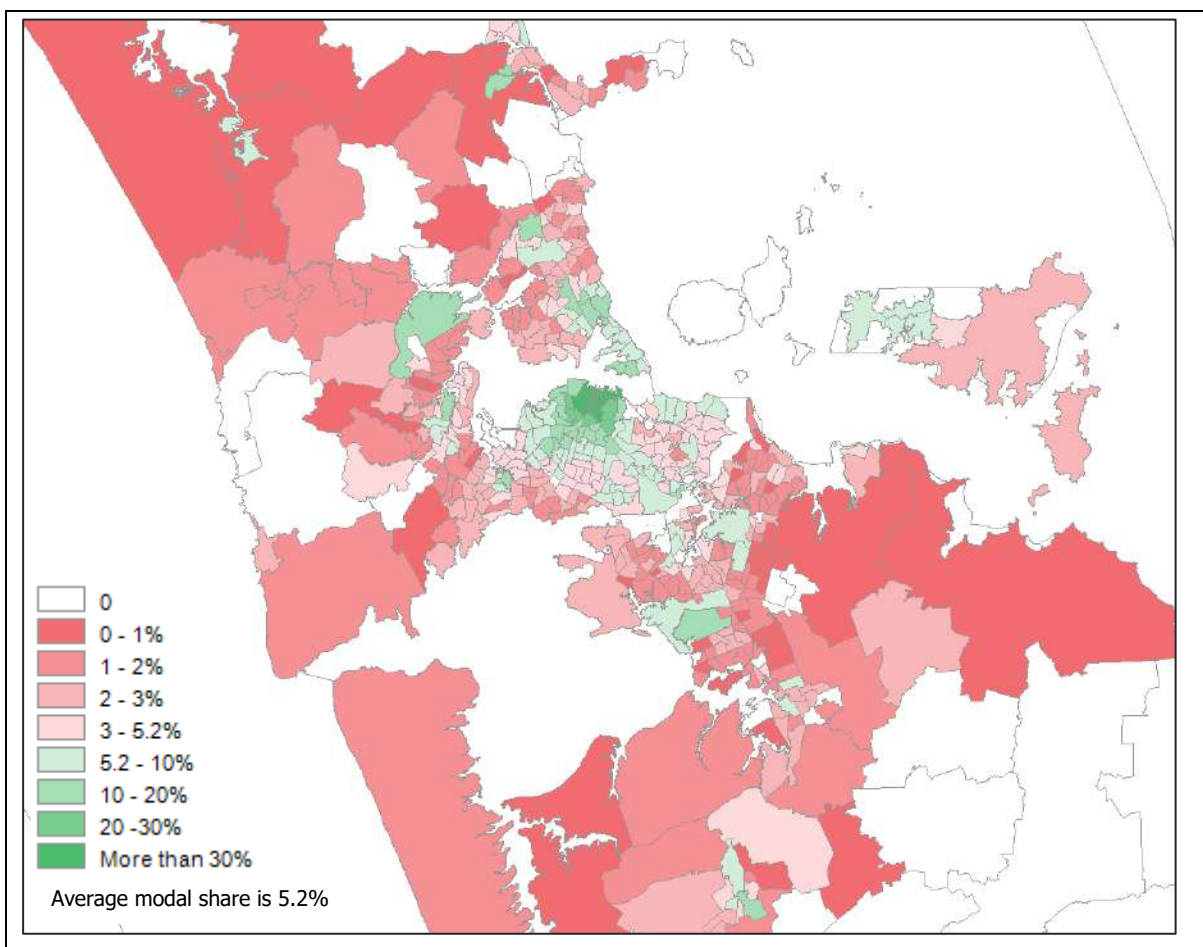 0
0 - 1%
1 - 2%
2 - 3%
3 - 5.2%
5.2 - 10%
10 - 20%
20 -30%
More than 30%
Average modal share is 5.2%